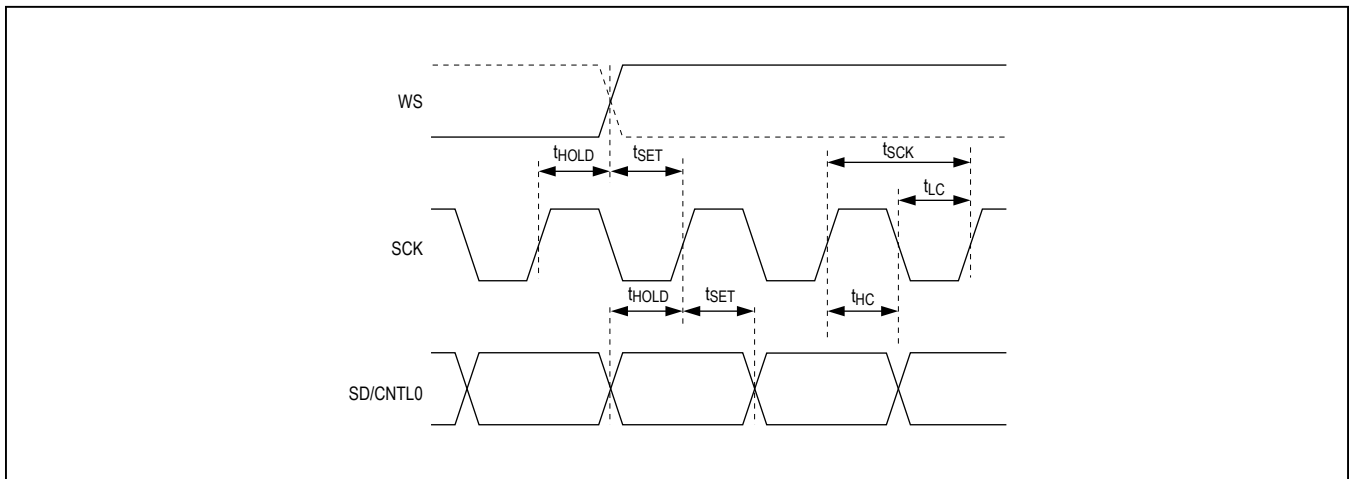 WS
tHOLD tSET tSCK
tLC
SCK
tHOLD tSET tHC
SD/CNTL0